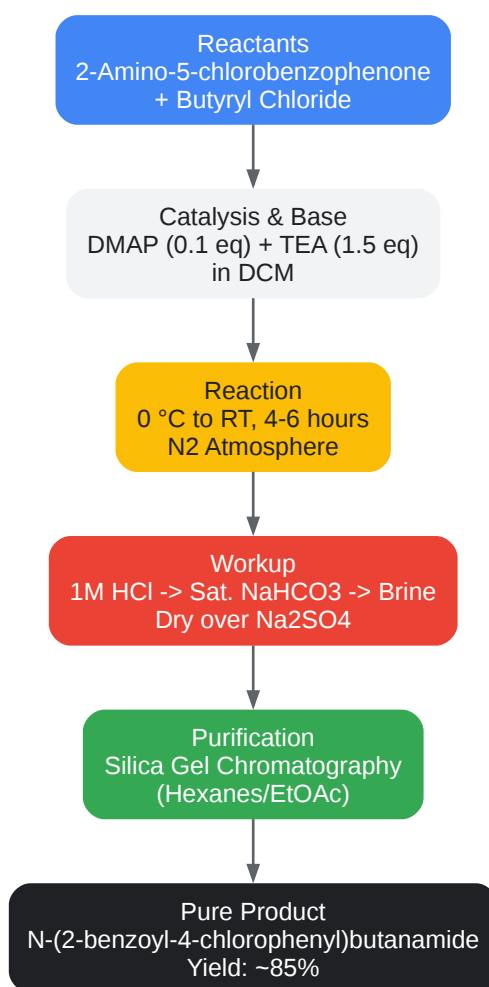 Reactants
2-Amino-5-chlorobenzophenone
+ Butyryl Chloride
Catalysis & Base
DMAP (0.1 eq) + TEA (1.5 eq)
in DCM
Reaction
0 °C to RT, 4-6 hours
N2 Atmosphere
Workup
1M HCl -> Sat. NaHCO3 -> Brine
Dry over Na2SO4
Purification
Silica Gel Chromatography
(Hexanes/EtOAc)
Pure Product
N-(2-benzoyl-4-chlorophenyl)butanamide
Yield: ~85%